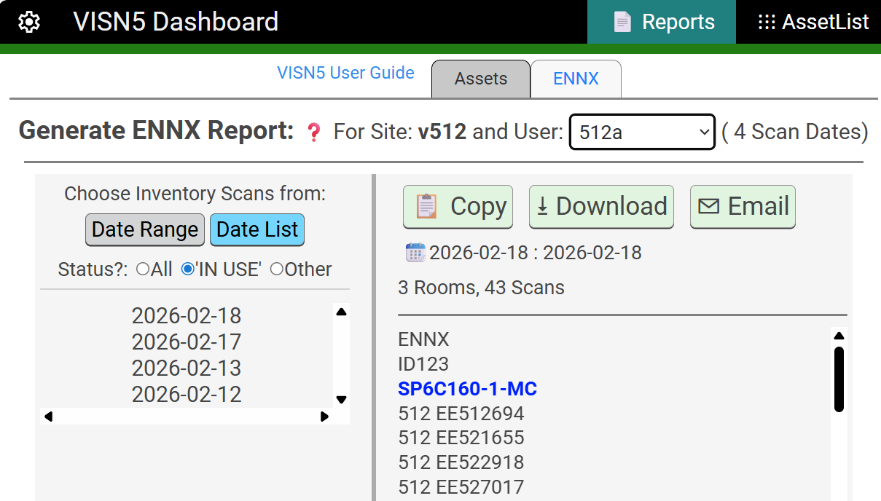 VISN5 Dashboard
Reports
AssetList
VISN5 User Guide
Assets
ENNX
Generate ENNX Report: ❓ For Site: v512 and User: 512a ( 4 Scan Dates)
Choose Inventory Scans from:
Date Range
Date List
Status?: All 'IN USE' Other
2026-02-18
2026-02-17
2026-02-13
2026-02-12
Copy
Download
Email
2026-02-18 : 2026-02-18
3 Rooms, 43 Scans
ENNX
ID123
SP6C160-1-MC
512 EE512694
512 EE521655
512 EE522918
512 EE527017